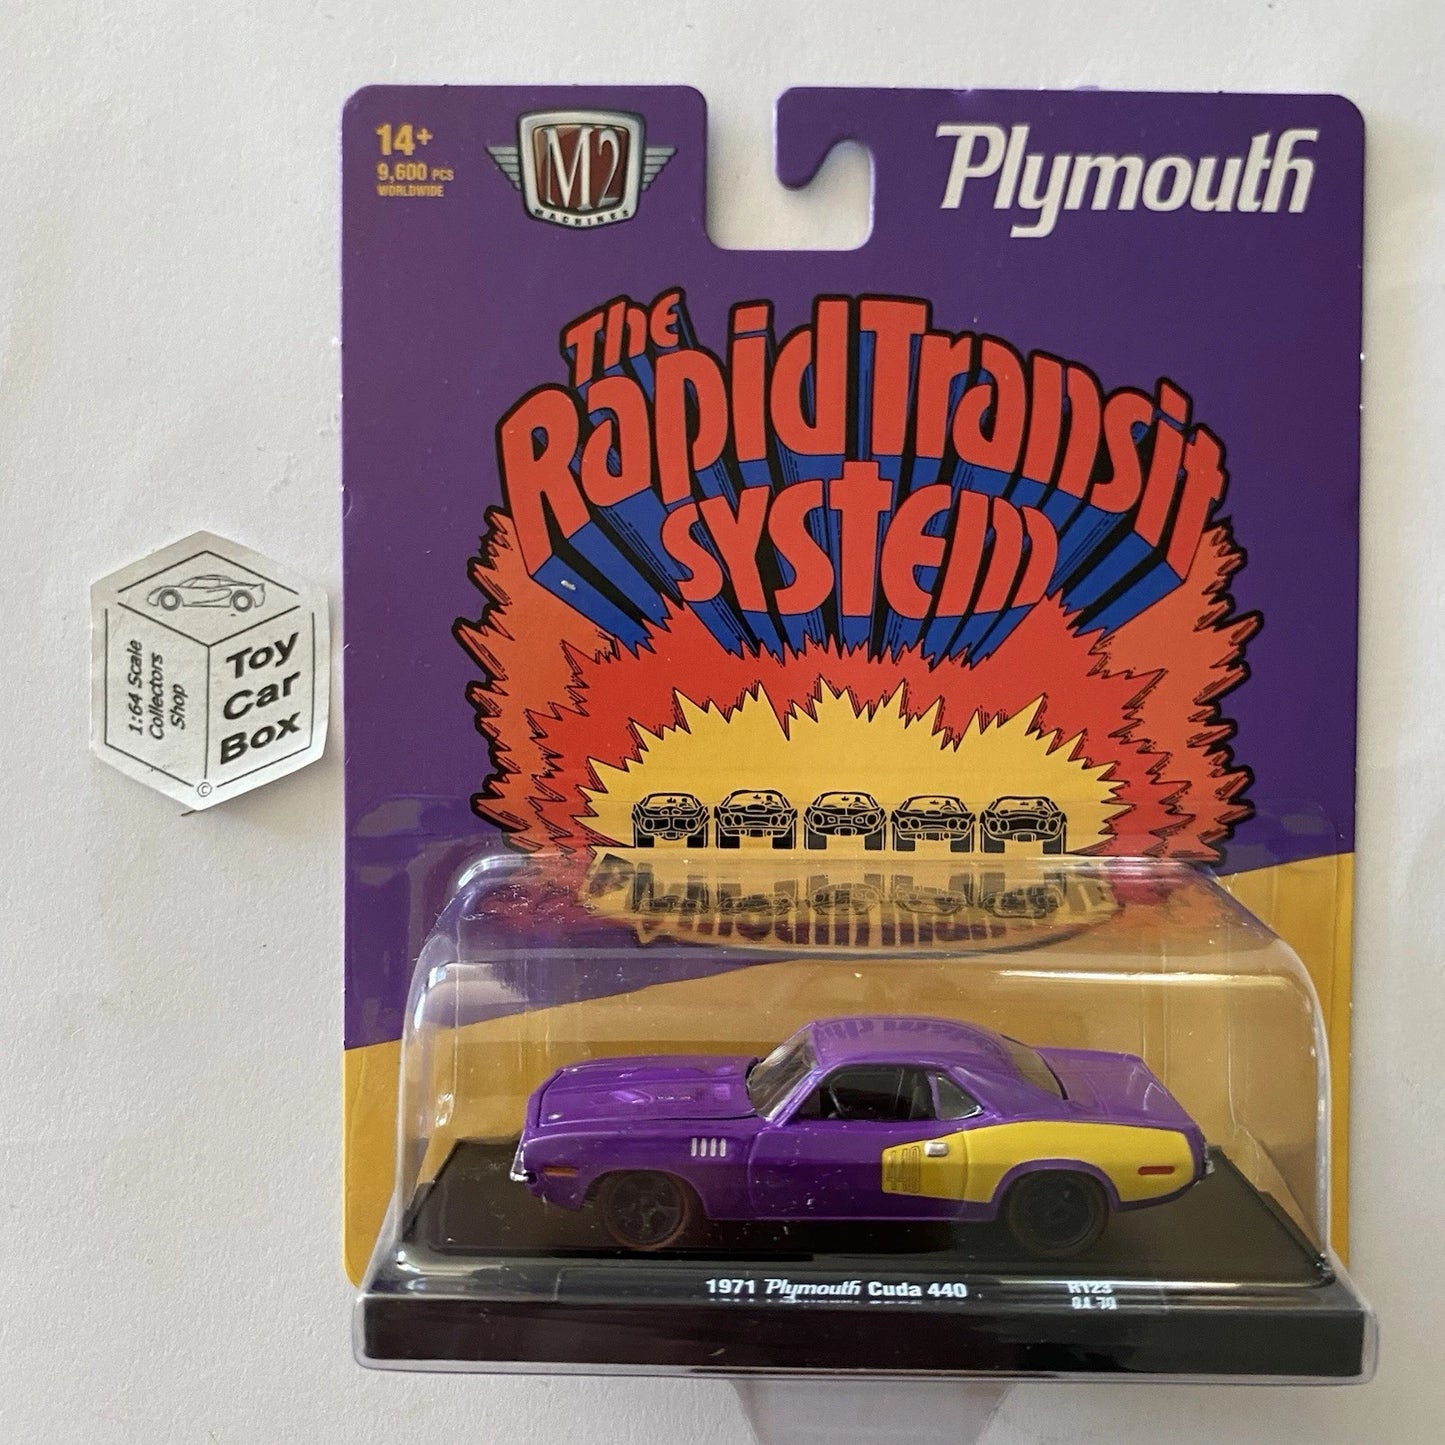 14+
9,600 PCS
WORLDWIDE
M2
MACHINES
Plymouth
The
Rapid Transit
System
1:64 Scale
Collectors
Shop
Toy
Car
Box
©
440
1971 Plymouth Cuda 440
R123